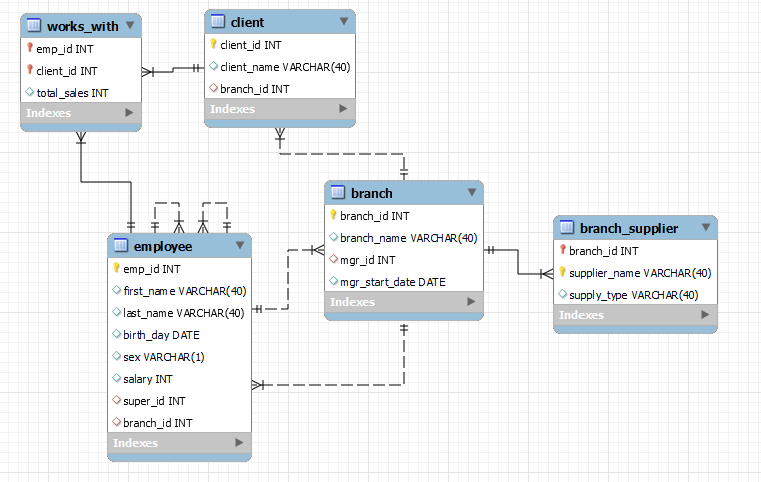 works_with
emp_id INT
client_id INT
total_sales INT
Indexes
client
client_id INT
client_name VARCHAR(40)
branch_id INT
Indexes
branch
branch_id INT
branch_name VARCHAR(40)
mgr_id INT
mgr_start_date DATE
Indexes
branch_supplier
branch_id INT
supplier_name VARCHAR(40)
supply_type VARCHAR(40)
Indexes
employee
emp_id INT
first_name VARCHAR(40)
last_name VARCHAR(40)
birth_day DATE
sex VARCHAR(1)
salary INT
super_id INT
branch_id INT
Indexes